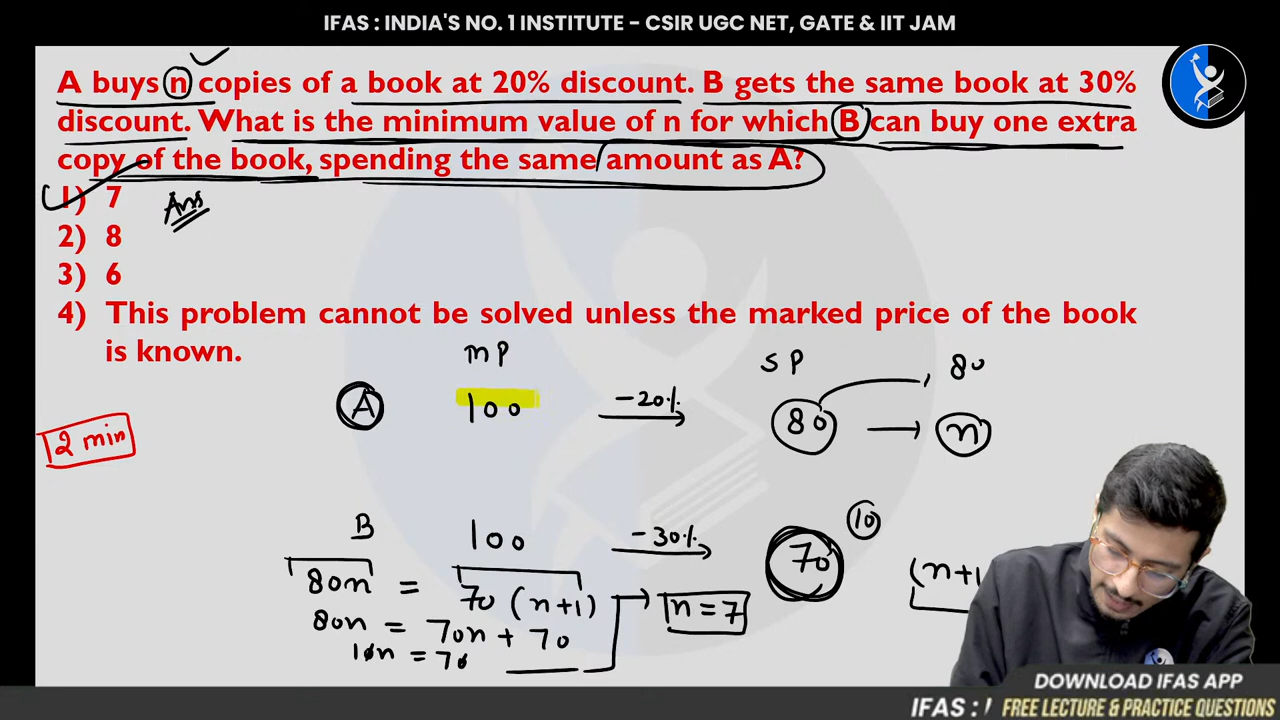 IFAS : INDIA'S NO. 1 INSTITUTE - CSIR UGC NET, GATE & IIT JAM
A buys n copies of a book at 20% discount. B gets the same book at 30%
discount. What is the minimum value of n for which B can buy one extra
copy of the book, spending the same amount as A?
1) 7
Ans
2) 8
3) 6
4) This problem cannot be solved unless the marked price of the book
is known.
MP SP 80
A 100 -20% 80 n
2 min
B 100 -30% 70 10
80n = 70 (n+1) n = 7 (n+1
80n = 70n + 70
10n = 70
DOWNLOAD IFAS APP
IFAS : FREE LECTURE & PRACTICE QUESTIONS